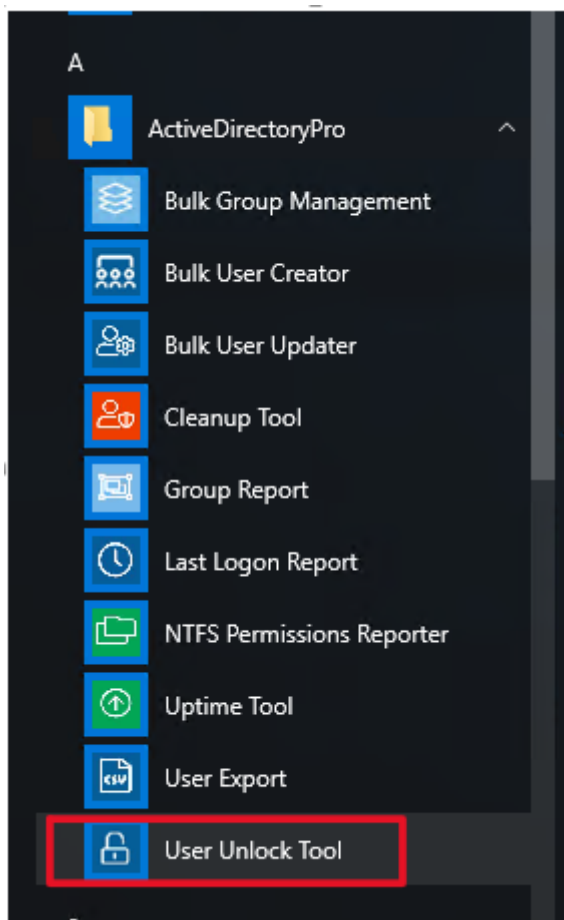 A
ActiveDirectoryPro
Bulk Group Management
Bulk User Creator
Bulk User Updater
Cleanup Tool
Group Report
Last Logon Report
NTFS Permissions Reporter
Uptime Tool
csv
User Export
User Unlock Tool